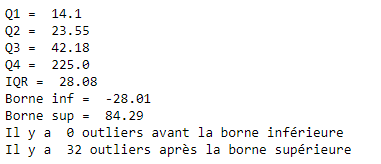 Q1 =  14.1
Q2 =  23.55
Q3 =  42.18
Q4 =  225.0
IQR =  28.08
Borne inf =  -28.01
Borne sup =  84.29
Il y a  0 outliers avant la borne inférieure
Il y a  32 outliers après la borne supérieure